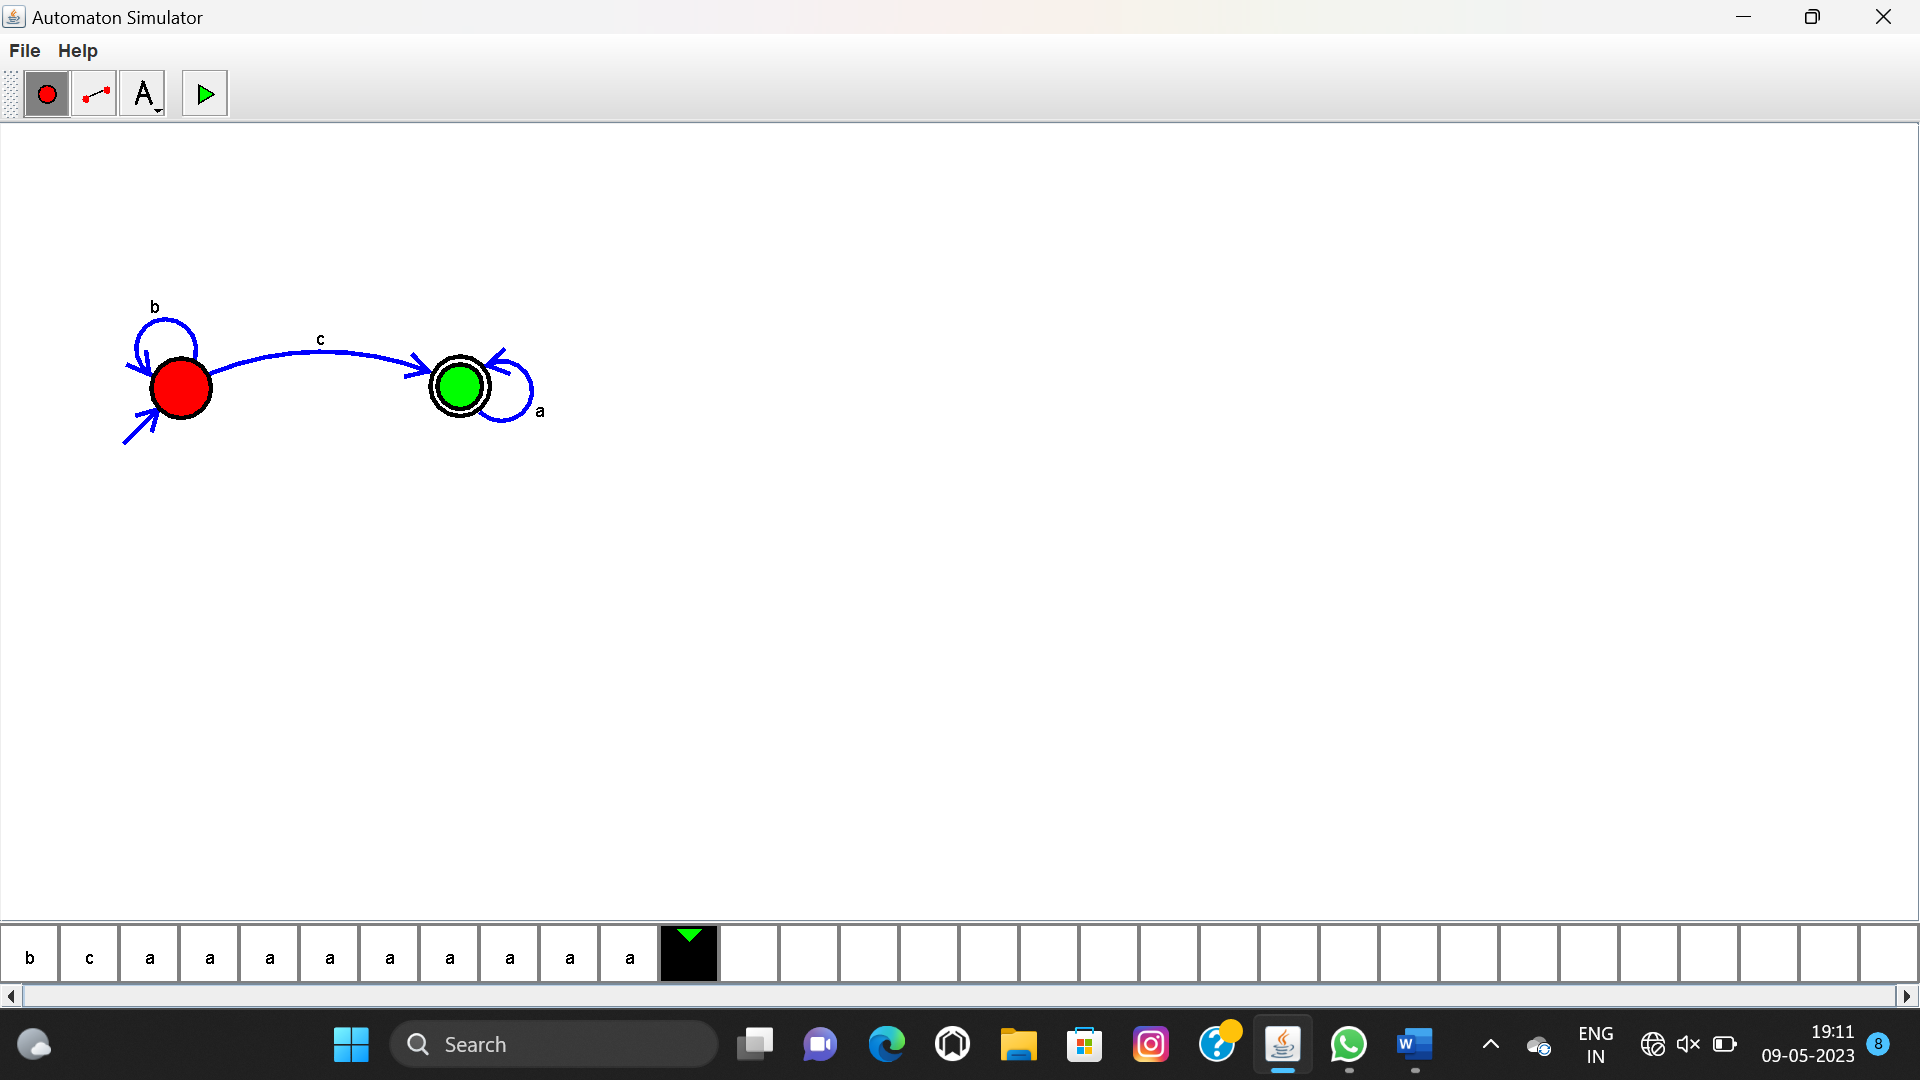 Automaton Simulator
File Help
A
b
c
a
b c a a a a a a a a a
Search
W
ENG
IN
19:11
09-05-2023
8